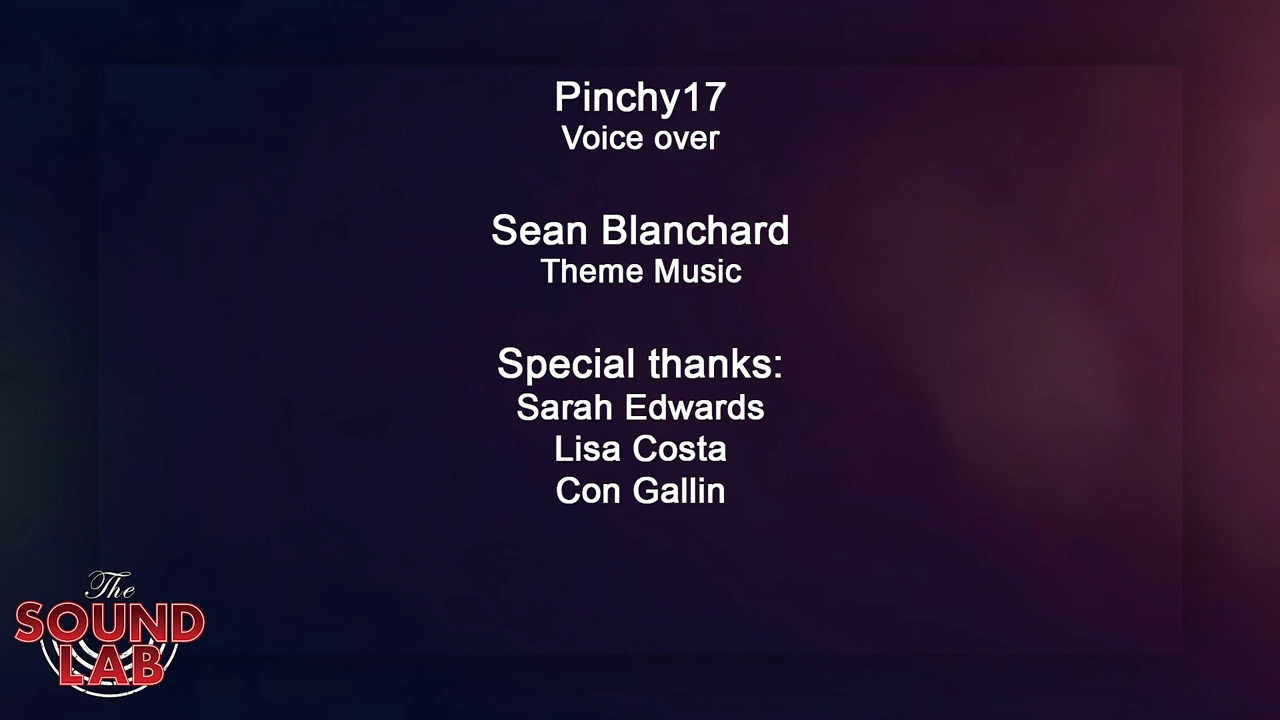 Pinchy17
Voice over
Sean Blanchard
Theme Music
Special thanks:
Sarah Edwards
Lisa Costa
Con Gallin
The
SOUND
LAB